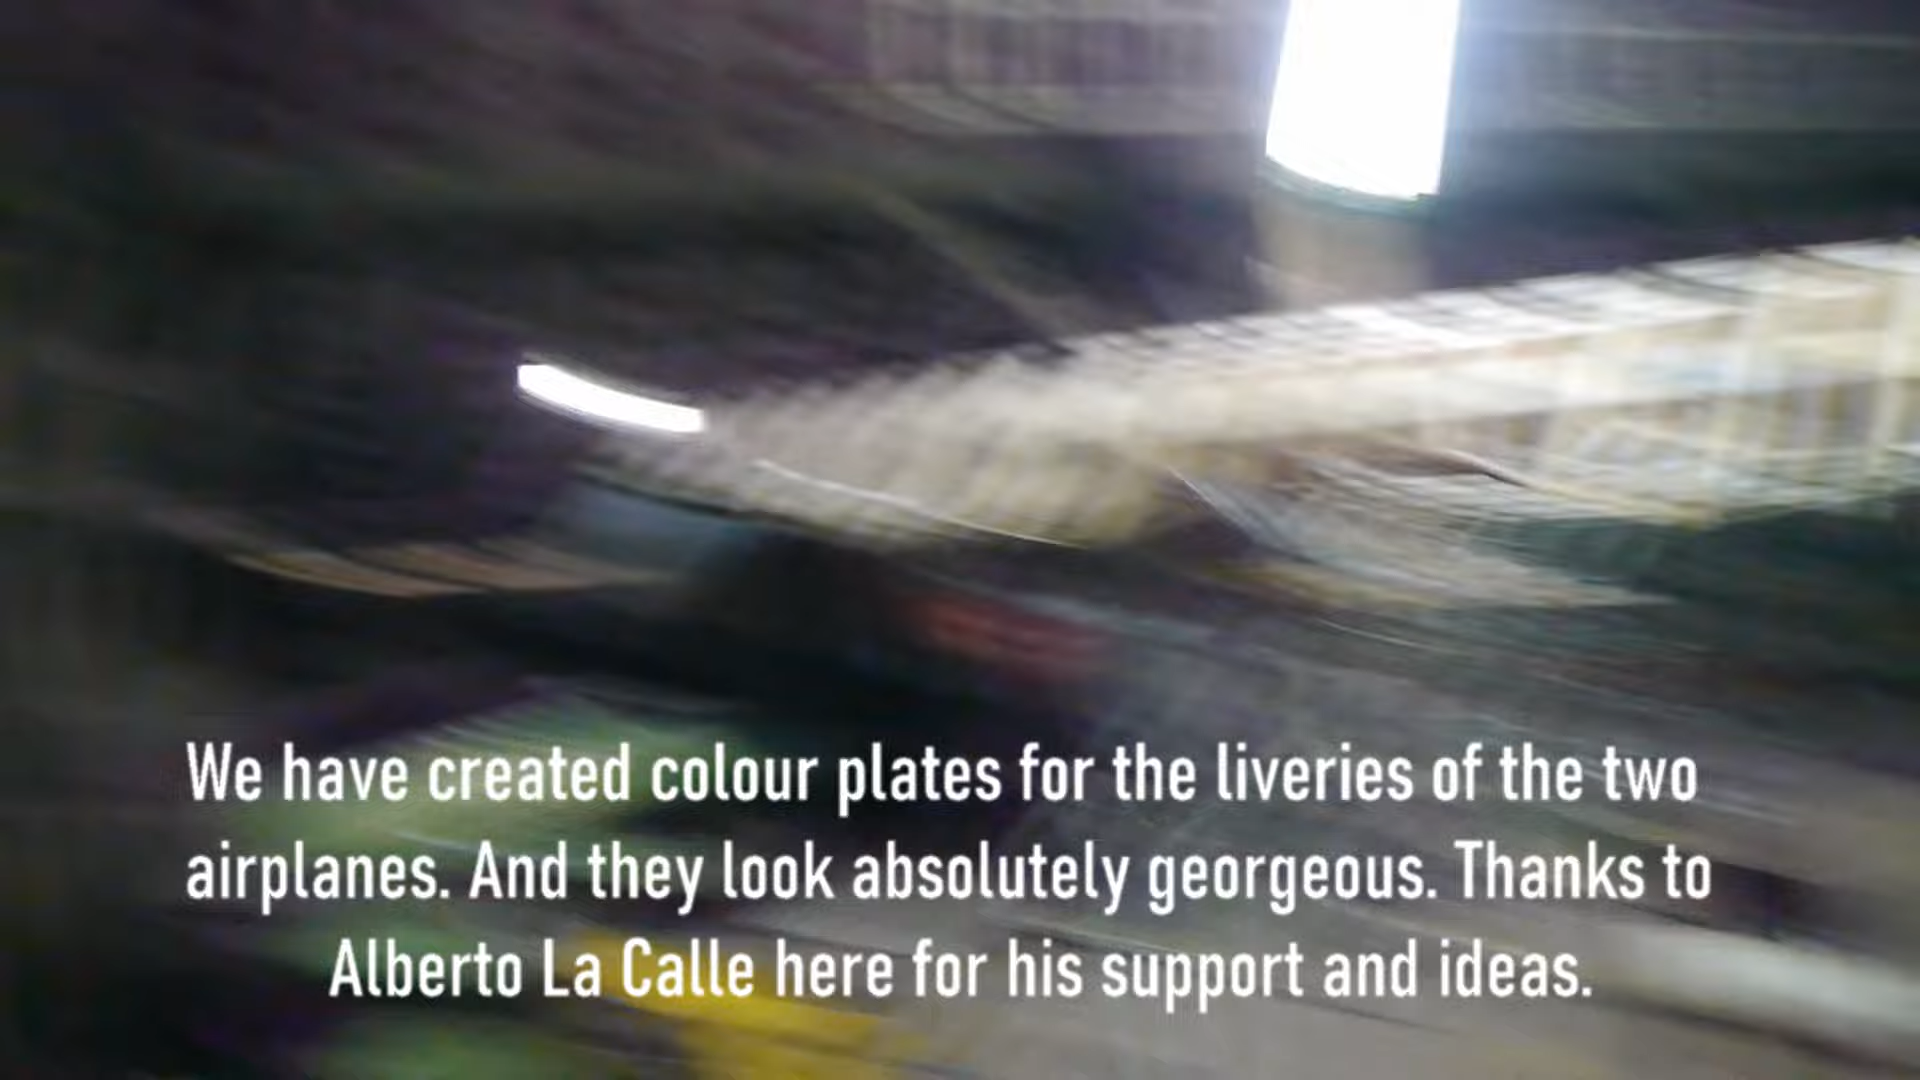 We have created colour plates for the liveries of the two
airplanes. And they look absolutely georgeous. Thanks to
Alberto La Calle here for his support and ideas.